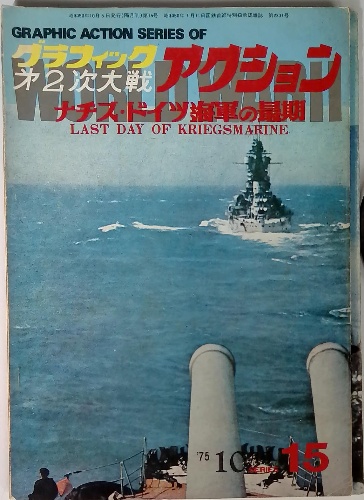 GRAPHIC ACTION SERIES OF
グラフィック
第2次大戦
アクション
ナチス・ドイツ海軍の最期
LAST DAY OF KRIEGSMARINE
'75
10
SERIES 15